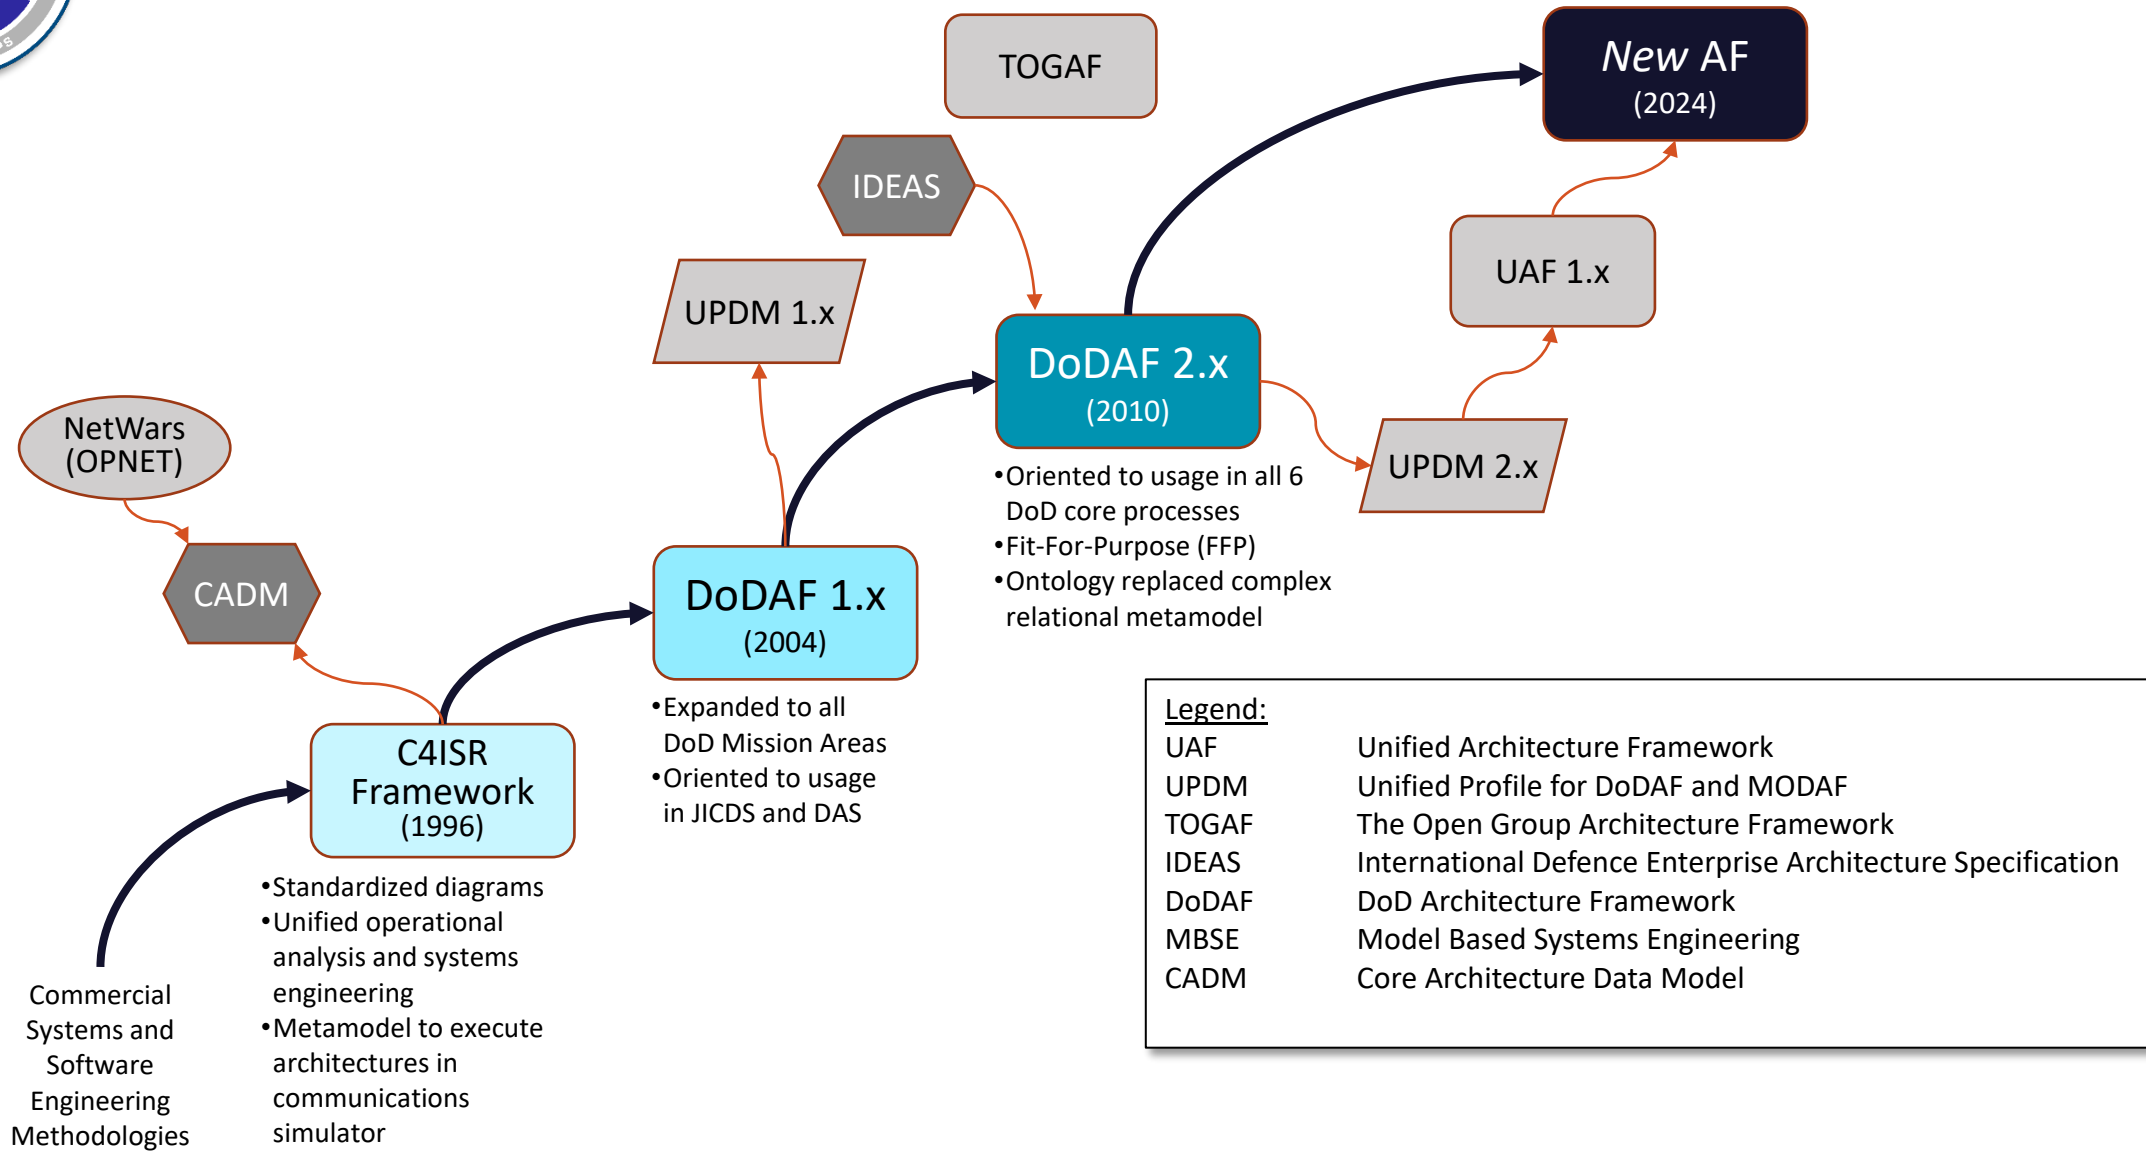 TOGAF
New AF
(2024)
IDEAS
UAF 1.x
UPDM 1.x
DoDAF 2.x
(2010)
NetWars
(OPNET)
UPDM 2.x
•Oriented to usage in all 6
DoD core processes
•Fit-For-Purpose (FFP)
•Ontology replaced complex
relational metamodel
CADM
DoDAF 1.x
(2004)
•Expanded to all
DoD Mission Areas
•Oriented to usage
in JICDS and DAS
C4ISR
Framework
(1996)
•Standardized diagrams
•Unified operational
analysis and systems
engineering
•Metamodel to execute
architectures in
communications
simulator
Commercial
Systems and
Software
Engineering
Methodologies
Legend:
UAF Unified Architecture Framework
UPDM Unified Profile for DoDAF and MODAF
TOGAF The Open Group Architecture Framework
IDEAS International Defence Enterprise Architecture Specification
DoDAF DoD Architecture Framework
MBSE Model Based Systems Engineering
CADM Core Architecture Data Model